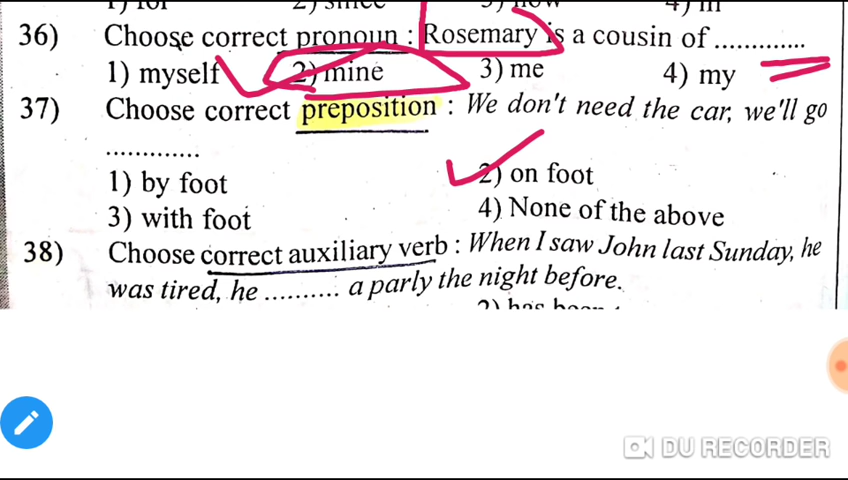 36) Choose correct pronoun : Rosemary is a cousin of ..............
1) myself 2) mine 3) me 4) my
37) Choose correct preposition : We don't need the car, we'll go
..............
1) by foot 2) on foot
3) with foot 4) None of the above
38) Choose correct auxiliary verb : When I saw John last Sunday, he
was tired, he .......... a parly the night before.
DU RECORDER